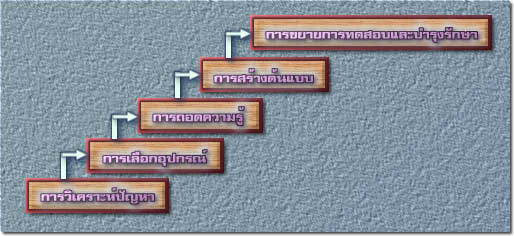 การขยายการทดสอบและบำรุงรักษา
การสร้างต้นแบบ
การถอดความรู้
การเลือกอุปกรณ์
การวิเคราะห์ปัญหา